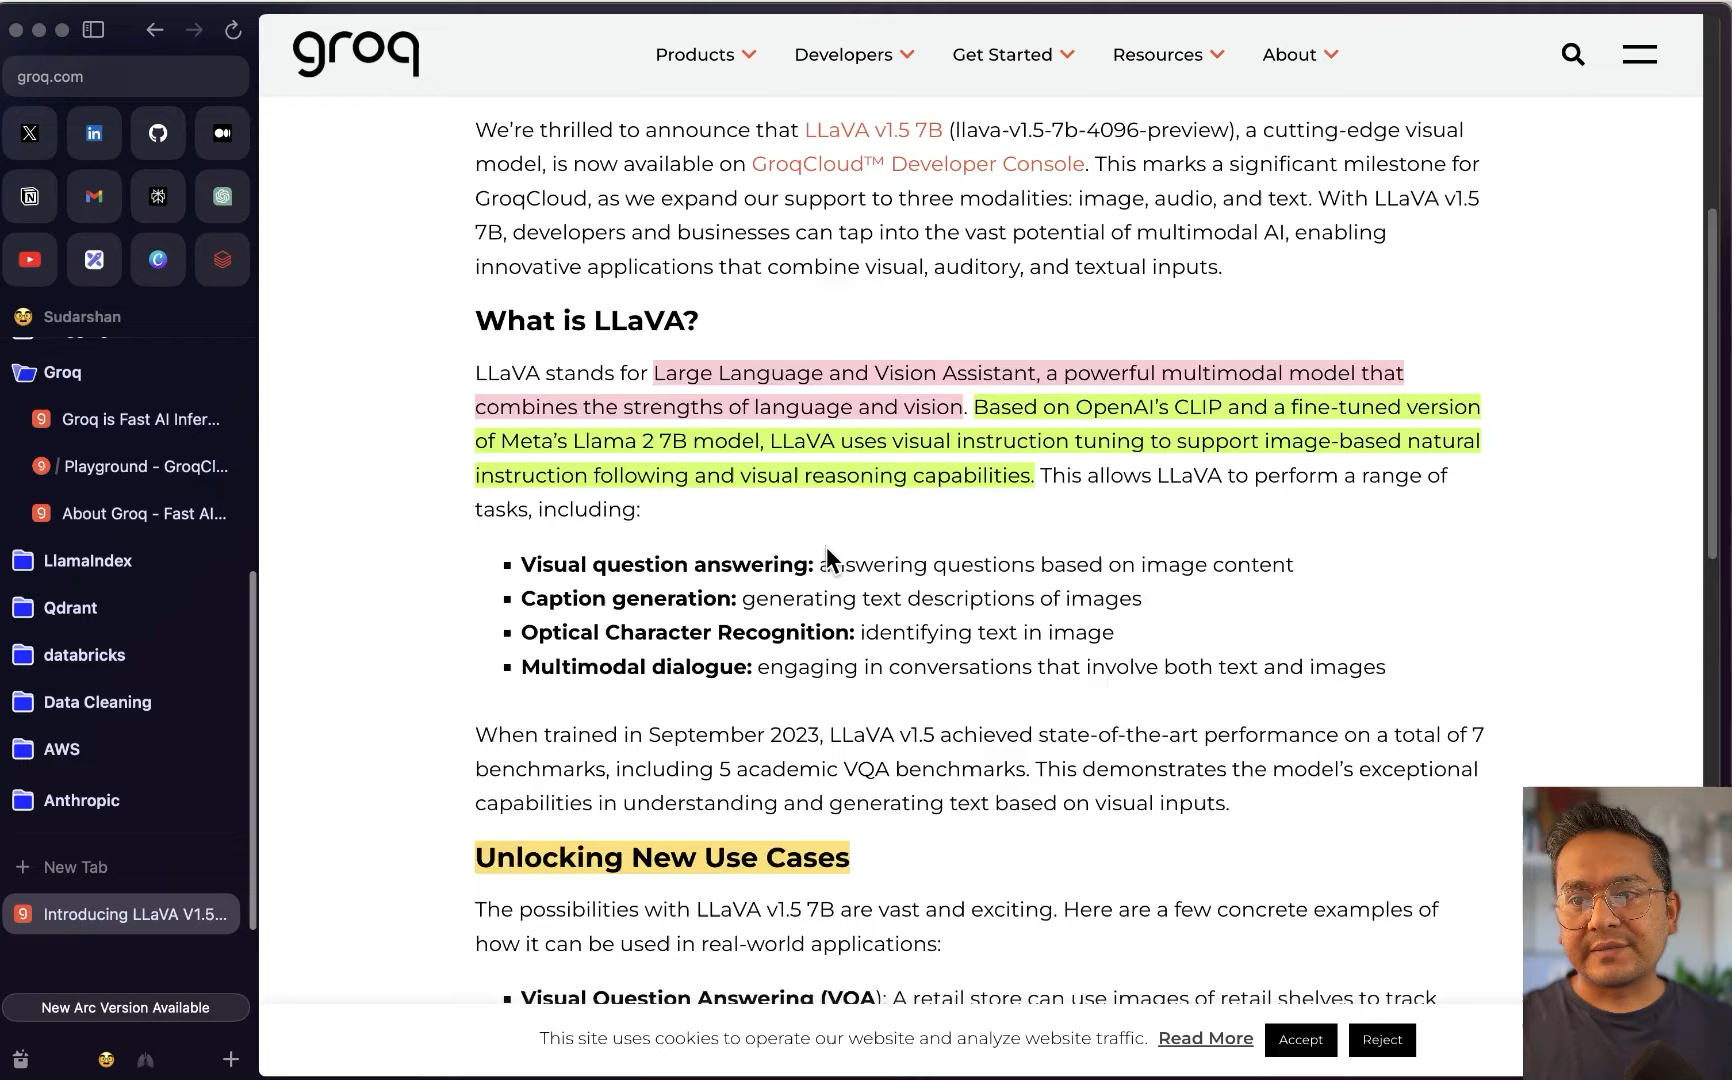 groq
Products
Developers
Get Started
Resources
About
groq.com
Sudarshan
Groq
Groq is Fast AI Infer...
/ Playground - GroqCl...
About Groq - Fast AI...
LlamaIndex
Qdrant
databricks
Data Cleaning
AWS
Anthropic
+ New Tab
Introducing LLaVA V1.5...
New Arc Version Available
We’re thrilled to announce that LLaVA v1.5 7B (llava-v1.5-7b-4096-preview), a cutting-edge visual
model, is now available on GroqCloud™ Developer Console. This marks a significant milestone for
GroqCloud, as we expand our support to three modalities: image, audio, and text. With LLaVA v1.5
7B, developers and businesses can tap into the vast potential of multimodal AI, enabling
innovative applications that combine visual, auditory, and textual inputs.
What is LLaVA?
LLaVA stands for Large Language and Vision Assistant, a powerful multimodal model that
combines the strengths of language and vision. Based on OpenAI’s CLIP and a fine-tuned version
of Meta’s Llama 2 7B model, LLaVA uses visual instruction tuning to support image-based natural
instruction following and visual reasoning capabilities. This allows LLaVA to perform a range of
tasks, including:
▪ Visual question answering: answering questions based on image content
▪ Caption generation: generating text descriptions of images
▪ Optical Character Recognition: identifying text in image
▪ Multimodal dialogue: engaging in conversations that involve both text and images
When trained in September 2023, LLaVA v1.5 achieved state-of-the-art performance on a total of 7
benchmarks, including 5 academic VQA benchmarks. This demonstrates the model’s exceptional
capabilities in understanding and generating text based on visual inputs.
Unlocking New Use Cases
The possibilities with LLaVA v1.5 7B are vast and exciting. Here are a few concrete examples of
how it can be used in real-world applications:
▪ Visual Question Answering (VQA): A retail store can use images of retail shelves to track
This site uses cookies to operate our website and analyze website traffic. Read More
Accept
Reject